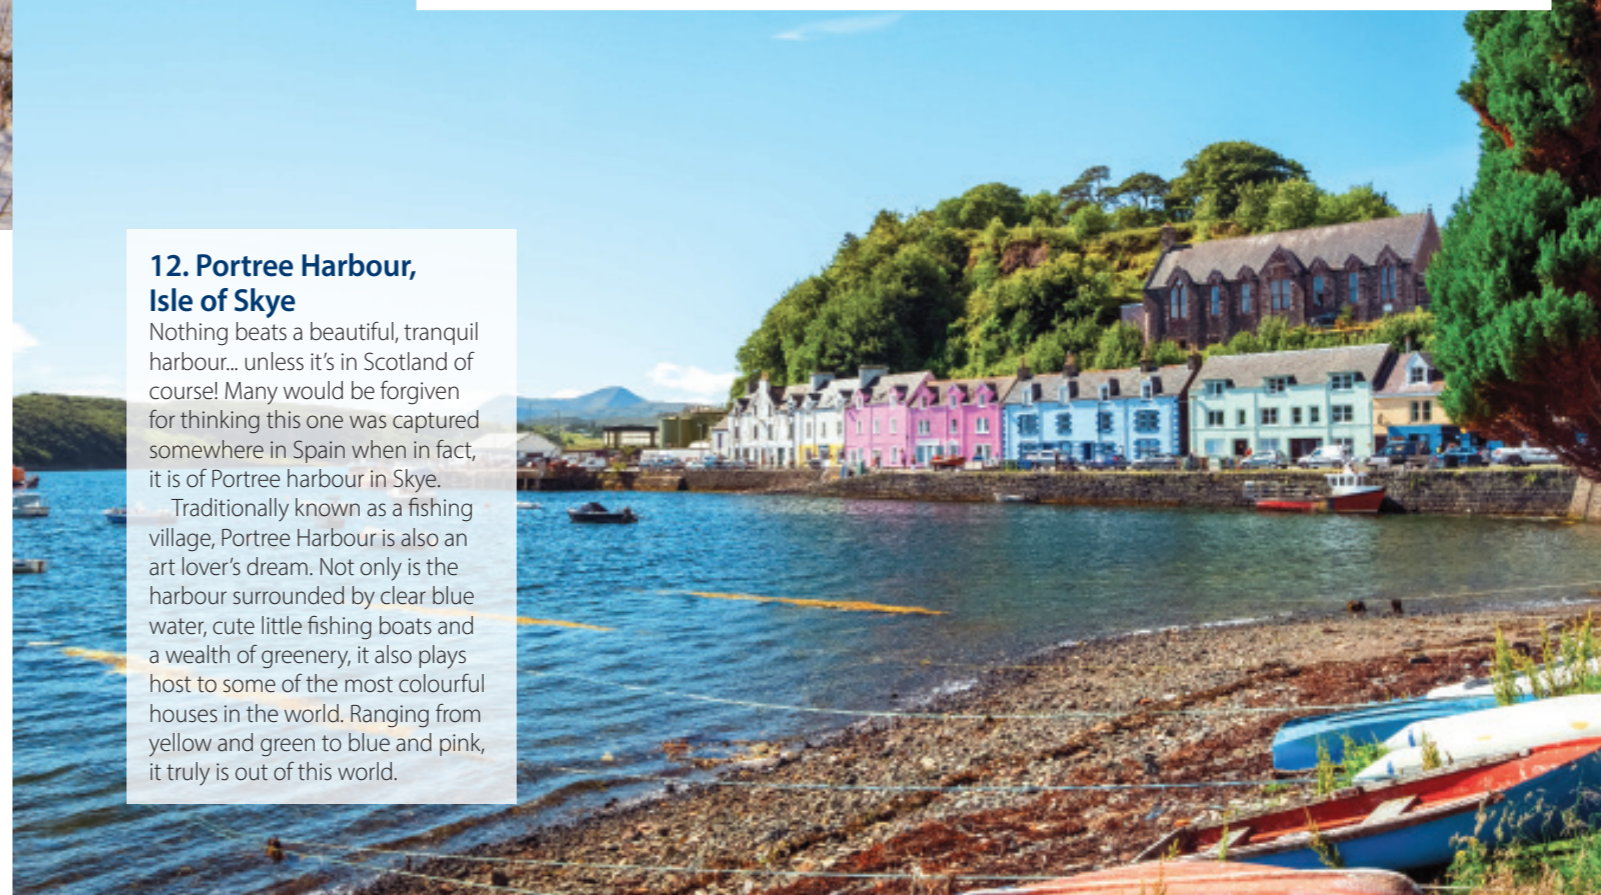 12. Portree Harbour,
Isle of Skye
Nothing beats a beautiful, tranquil
harbour... unless it’s in Scotland of
course! Many would be forgiven
for thinking this one was captured
somewhere in Spain when in fact,
it is of Portree harbour in Skye.
Traditionally known as a fishing
village, Portree Harbour is also an
art lover’s dream. Not only is the
harbour surrounded by clear blue
water, cute little fishing boats and
a wealth of greenery, it also plays
host to some of the most colourful
houses in the world. Ranging from
yellow and green to blue and pink,
it truly is out of this world.